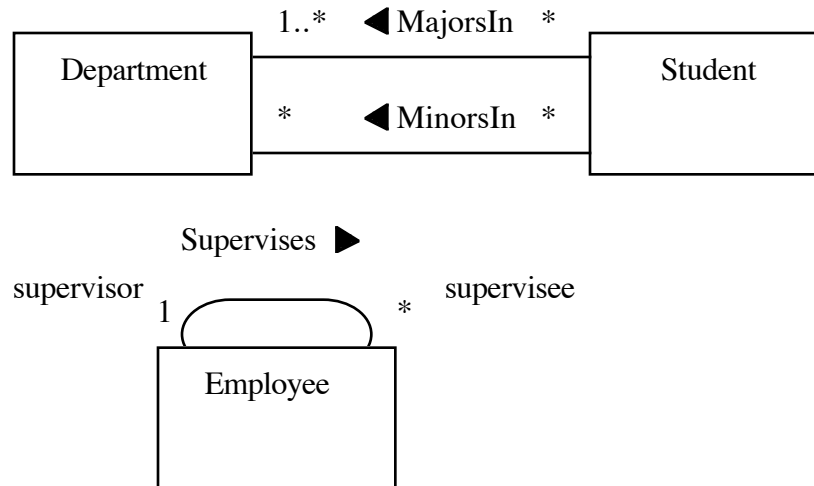 1..* ◀ MajorsIn *
Department
Student
* ◀ MinorsIn *
Supervises ▶
supervisor
1
* supervisee
Employee